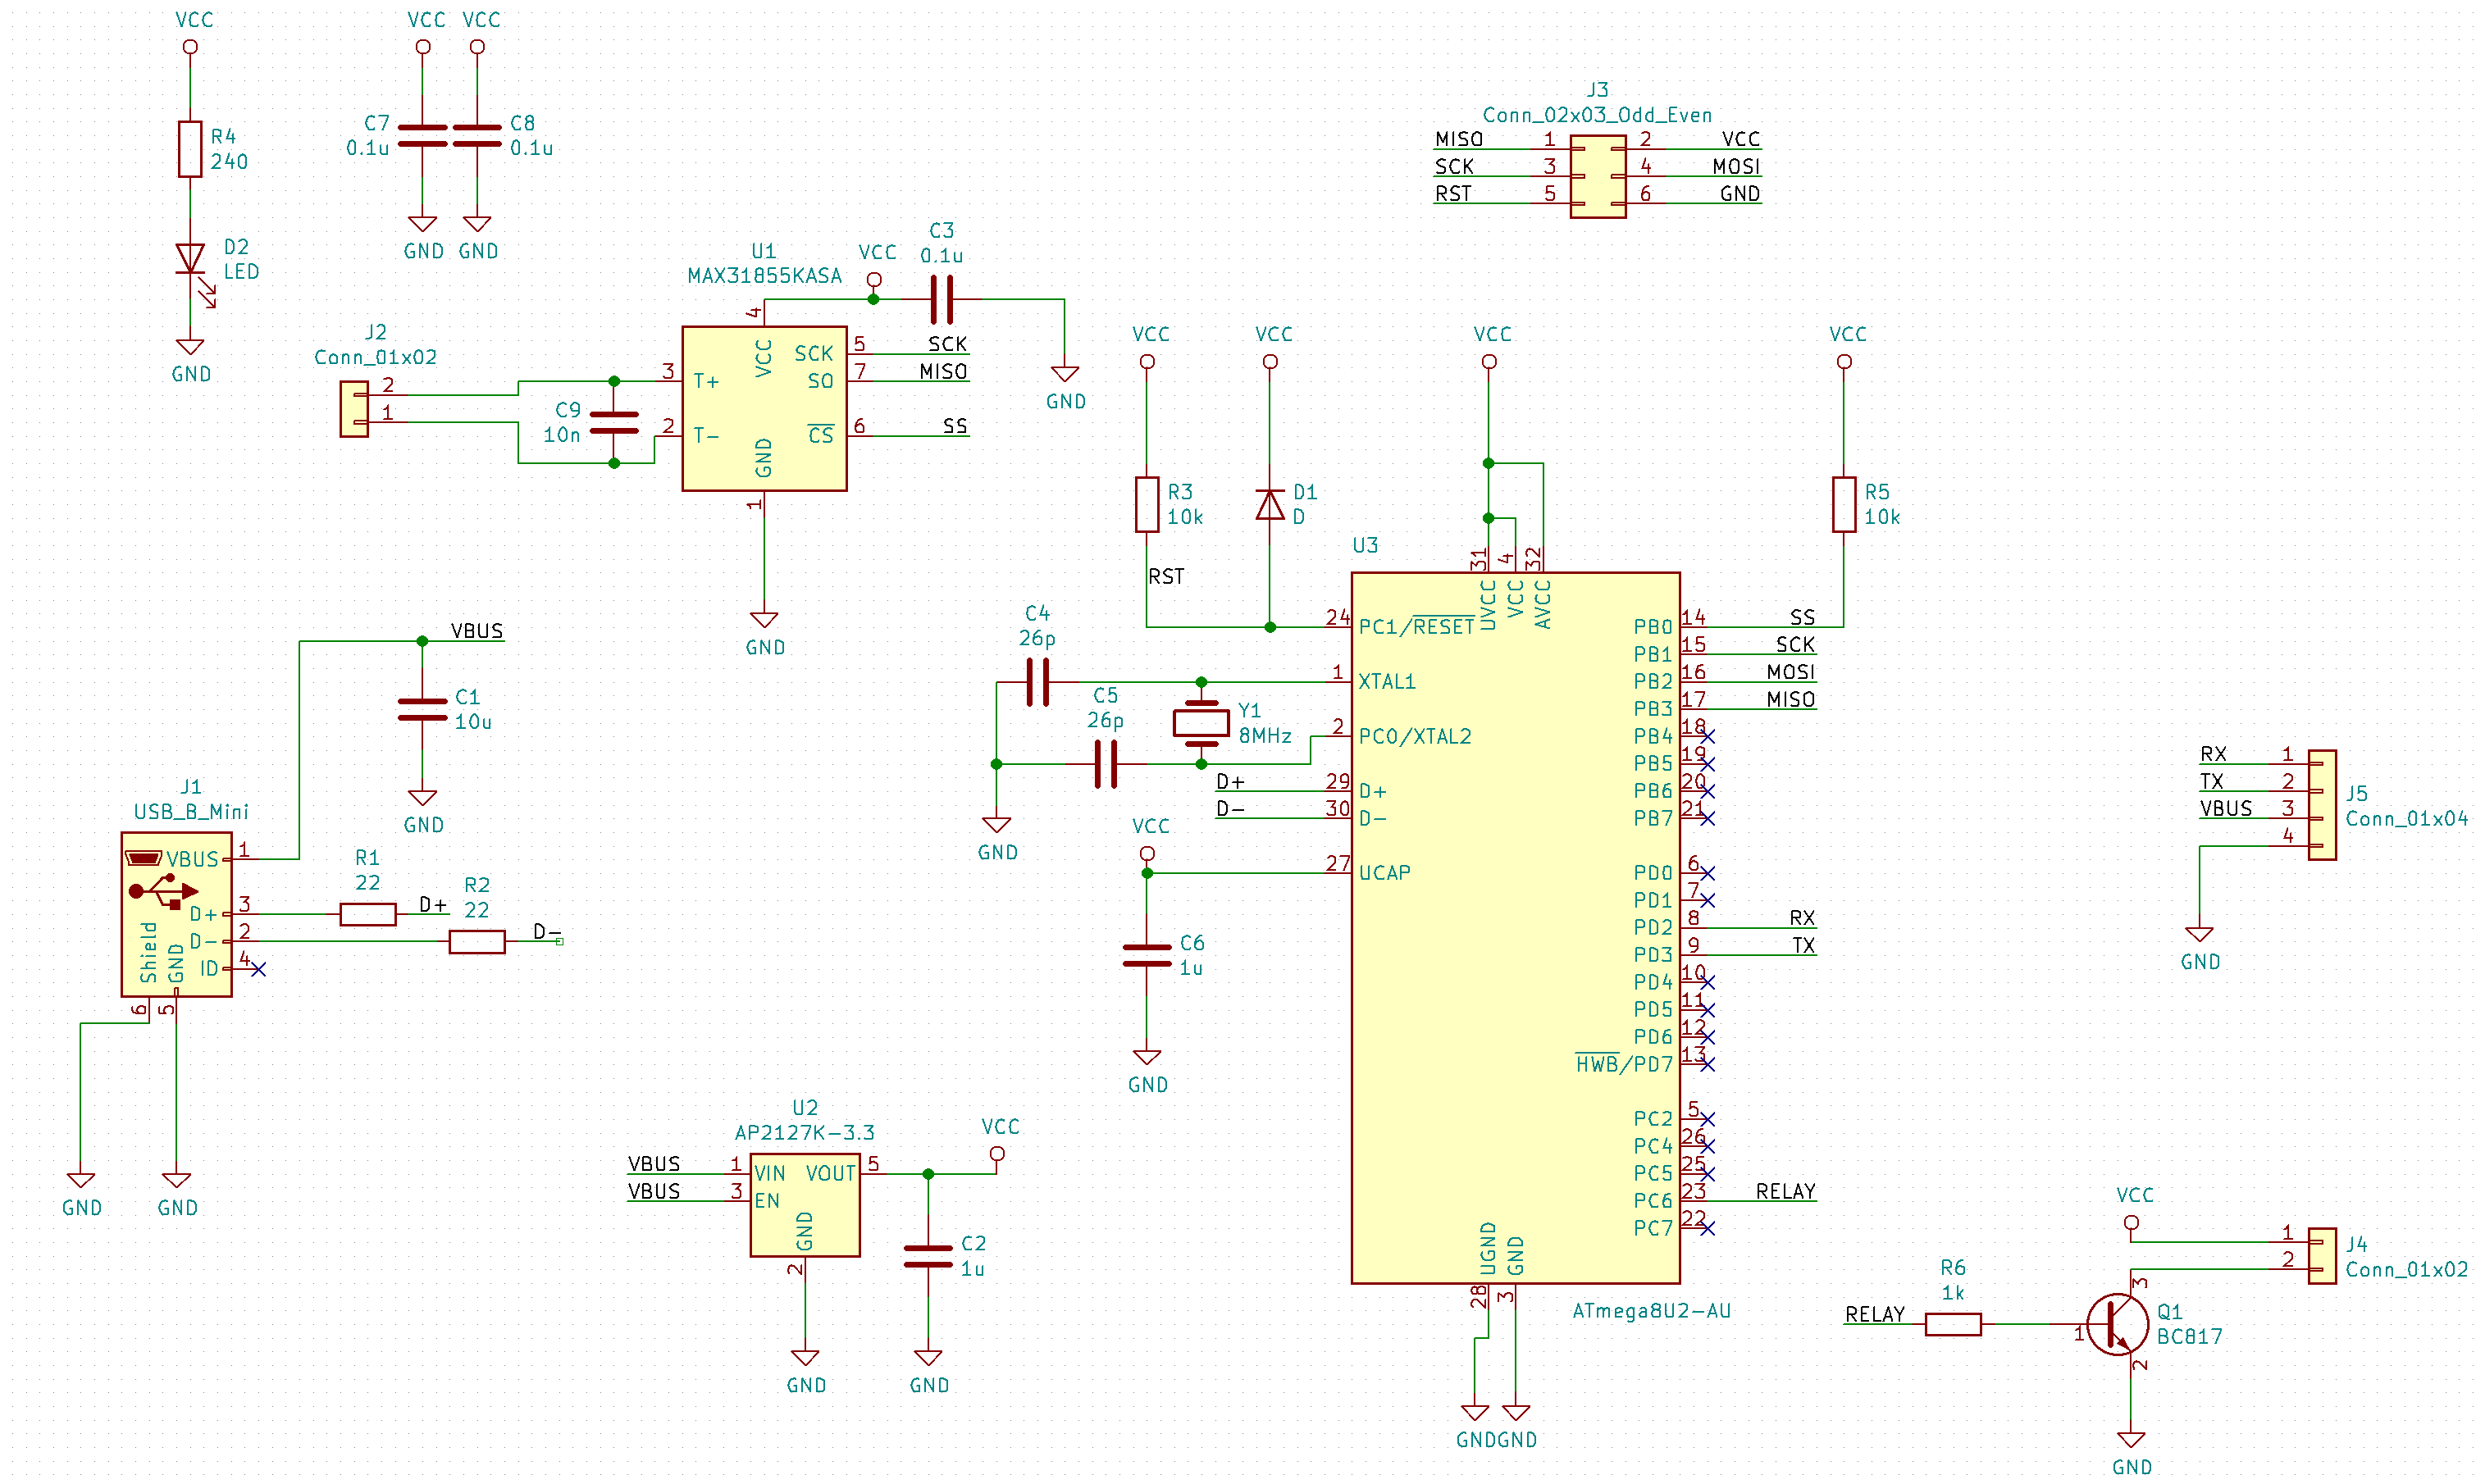 VCC
R4
240
D2
LED
GND
VCC
VCC
C7
0.1u
C8
0.1u
GND
GND
J3
Conn_02x03_Odd_Even
MISO 1 2 VCC
SCK 3 4 MOSI
RST 5 6 GND
J2
Conn_01x02
2
1
C9
10n
U1
MAX31855KASA
VCC
C3
0.1u
GND
4
VCC
3 T+
2 T-
SCK 5 SCK
SO 7 MISO
CS 6 SS
GND
1
GND
VBUS
C1
10u
GND
J1
USB_B_Mini
VBUS 1
D+ 3
D- 2
ID 4
Shield
GND
6
5
R1
22
D+
R2
22
D-
GND
GND
U2
AP2127K-3.3
VBUS 1 VIN
VBUS 3 EN
VOUT 5
VCC
GND
2
C2
1u
GND
GND
VCC
VCC
VCC
VCC
R3
10k
D1
D
R5
10k
RST
U3
31
4
32
UVCC
VCC
AVCC
24 PC1/RESET
C4
26p
1 XTAL1
C5
26p
Y1
8MHz
2 PC0/XTAL2
GND
D+ 29 D+
D- 30 D-
VCC
27 UCAP
C6
1u
GND
PB0 14 SS
PB1 15 SCK
PB2 16 MOSI
PB3 17 MISO
PB4 18
PB5 19
PB6 20
PB7 21
PD0 6
PD1 7
PD2 8 RX
PD3 9 TX
PD4 10
PD5 11
PD6 12
HWB/PD7 13
PC2 5
PC4 26
PC5 25
PC6 23 RELAY
PC7 22
UGND
GND
28
3
ATmega8U2-AU
GND
GND
RX 1
TX 2
VBUS 3
4
J5
Conn_01x04
GND
VCC
1
2
J4
Conn_01x02
RELAY
R6
1k
1
3
2
Q1
BC817
GND